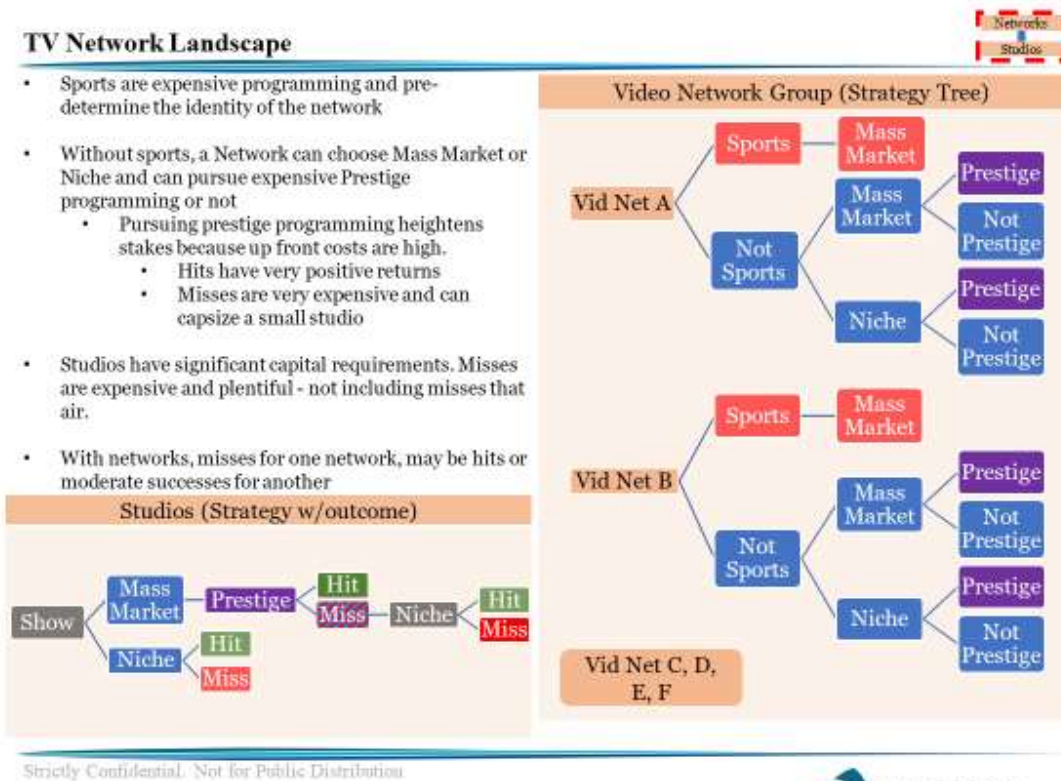 TV Network Landscape
Networks
Studios
• Sports are expensive programming and pre-
determine the identity of the network
• Without sports, a Network can choose Mass Market or
Niche and can pursue expensive Prestige
programming or not
• Pursuing prestige programming heightens
stakes because up front costs are high.
• Hits have very positive returns
• Misses are very expensive and can
capsize a small studio
• Studios have significant capital requirements. Misses
are expensive and plentiful - not including misses that
air.
• With networks, misses for one network, may be hits or
moderate successes for another
Studios (Strategy w/outcome)
Show
Mass
Market
Prestige
Hit
Miss
Niche
Hit
Miss
Niche
Hit
Miss
Video Network Group (Strategy Tree)
Vid Net A
Sports
Mass
Market
Not
Sports
Mass
Market
Prestige
Not
Prestige
Niche
Prestige
Not
Prestige
Vid Net B
Sports
Mass
Market
Not
Sports
Mass
Market
Prestige
Not
Prestige
Niche
Prestige
Not
Prestige
Vid Net C, D,
E, F
Strictly Confidential. Not for Public Distribution